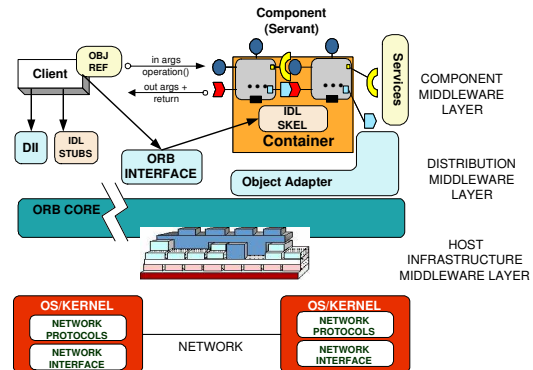 Component
(Servant)
OBJ
REF
Client
in args
operation()
out args +
return
Services
COMPONENT
MIDDLEWARE
LAYER
DII
IDL
STUBS
IDL
SKEL
Container
ORB
INTERFACE
Object Adapter
DISTRIBUTION
MIDDLEWARE
LAYER
ORB CORE
HOST
INFRASTRUCTURE
MIDDLEWARE LAYER
OS/KERNEL
NETWORK
PROTOCOLS
NETWORK
INTERFACE
NETWORK
OS/KERNEL
NETWORK
PROTOCOLS
NETWORK
INTERFACE